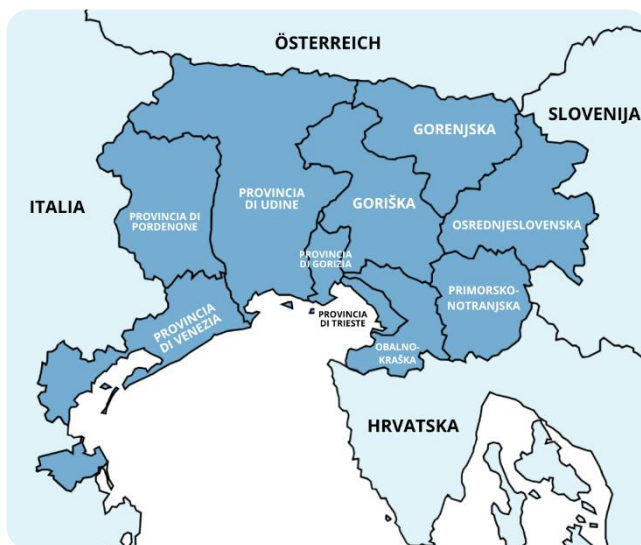 ÖSTERREICH
SLOVENIJA
GORENJSKA
ITALIA
PROVINCIA
DI UDINE
GORIŠKA
PROVINCIA DI
PORDENONE
OSREDNJESLOVENSKA
PROVINCIA
DI GORIZIA
PRIMORSKO-
NOTRANJSKA
PROVINCIA
DI TRIESTE
PROVINCIA
DI VENEZIA
OBALNO-
KRAŠKA
HRVATSKA